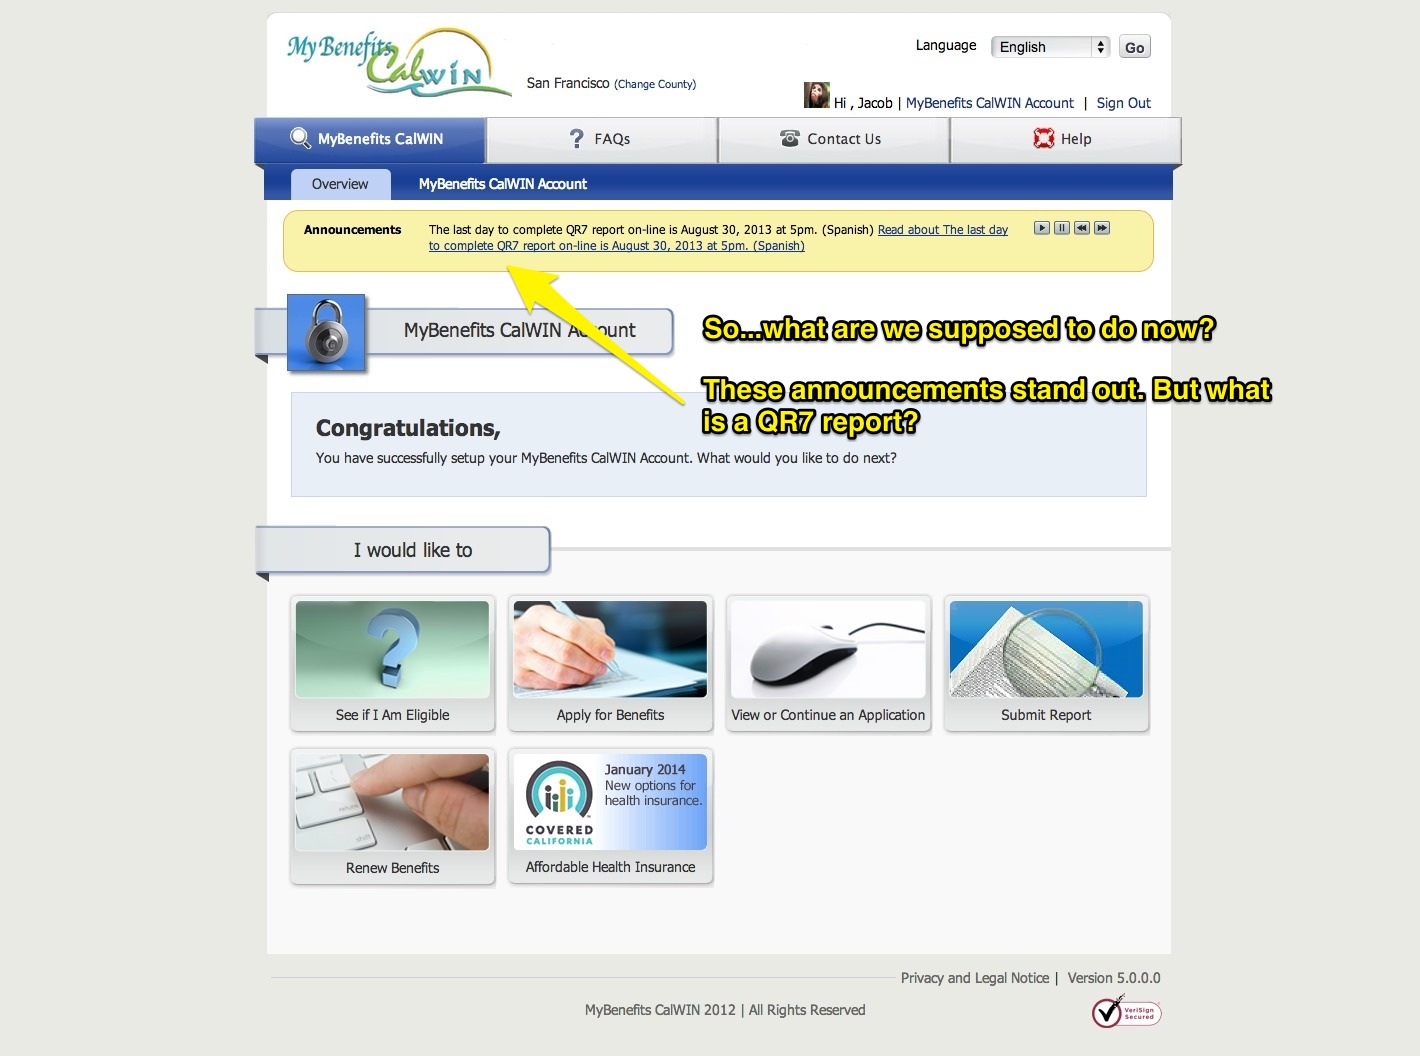 My Benefits
CalWIN
Language English Go
San Francisco (Change County)
Hi , Jacob | MyBenefits CalWIN Account | Sign Out
MyBenefits CalWIN
FAQs
Contact Us
Help
Overview
MyBenefits CalWIN Account
Announcements
The last day to complete QR7 report on-line is August 30, 2013 at 5pm. (Spanish) Read about The last day
to complete QR7 report on-line is August 30, 2013 at 5pm. (Spanish)
MyBenefits CalWIN Account
So...what are we supposed to do now?
These announcements stand out. But what
is a QR7 report?
Congratulations,
You have successfully setup your MyBenefits CalWIN Account. What would you like to do next?
I would like to
See if I Am Eligible
Apply for Benefits
View or Continue an Application
Submit Report
Renew Benefits
January 2014
New options for
health insurance.
COVERED
CALIFORNIA
Affordable Health Insurance
Privacy and Legal Notice | Version 5.0.0.0
MyBenefits CalWIN 2012 | All Rights Reserved
VeriSign
Secured